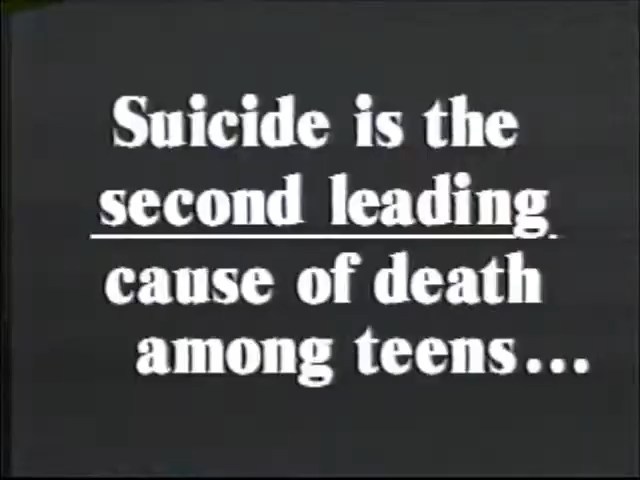 Suicide is the
second leading
cause of death
among teens...